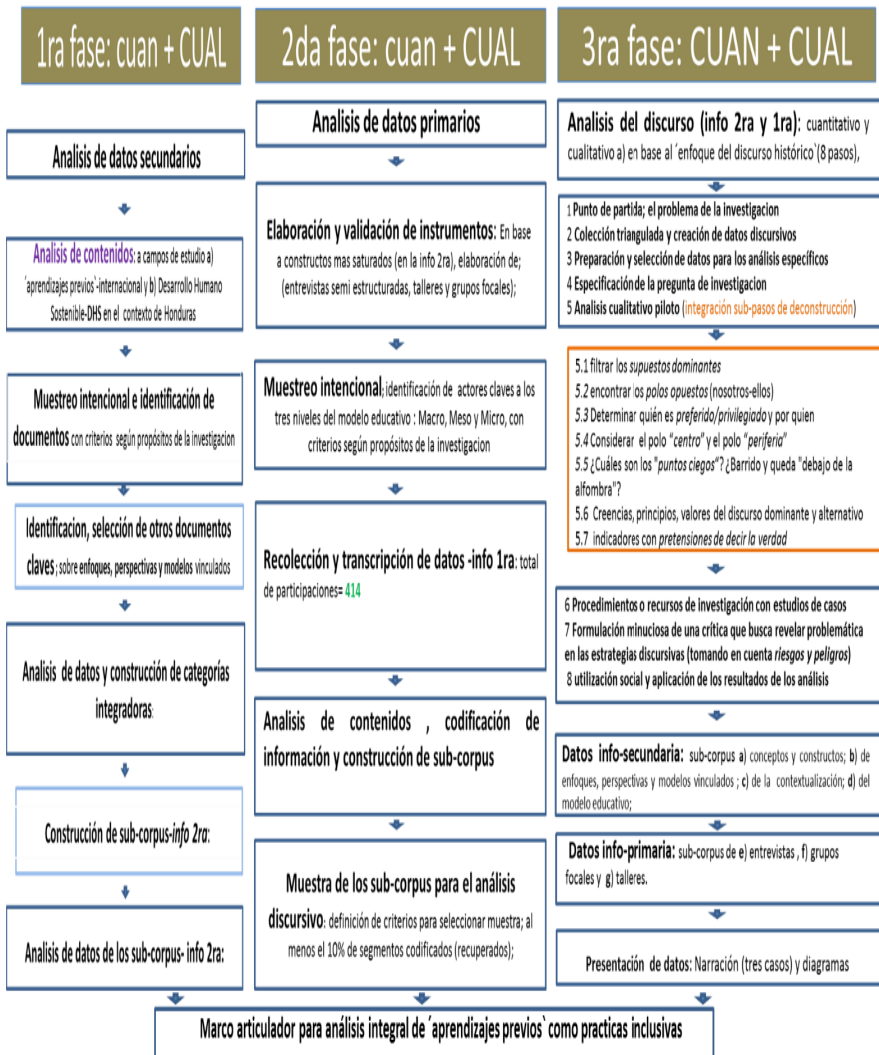 1ra fase: cuan + CUAL
Analisis de datos secundarios
Analisis de contenidos: a campos de estudio a)
´aprendizajes previos`-internacional y b) Desarrollo Humano
Sostenible-DHS en el contexto de Honduras
Muestreo intencional e identificación de
documentos con criterios según propósitos de la investigacion
Identificacion, selección de otros documentos
claves; sobre enfoques, perspectivas y modelos vinculados
Analisis de datos y construcción de categorías
integradoras:
Construcción de sub-corpus-info 2ra:
Analisis de datos de los sub-corpus- info 2ra:
2da fase: cuan + CUAL
Analisis de datos primarios
Elaboración y validación de instrumentos: En base
a constructos mas saturados (en la info 2ra), elaboración de;
(entrevistas semi estructuradas, talleres y grupos focales);
Muestreo intencional; identificación de actores claves a los
tres niveles del modelo educativo : Macro, Meso y Micro, con
criterios según propósitos de la investigacion
Recolección y transcripción de datos -info 1ra: total
de participaciones= 414
Analisis de contenidos , codificación de
información y construcción de sub-corpus
Muestra de los sub-corpus para el análisis
discursivo: definición de criterios para seleccionar muestra; al
menos el 10% de segmentos codificados (recuperados);
3ra fase: CUAN + CUAL
Analisis del discurso (info 2ra y 1ra): cuantitativo y
cualitativo a) en base al ´enfoque del discurso histórico`(8 pasos),
1 Punto de partida; el problema de la investigacion
2 Colección triangulada y creación de datos discursivos
3 Preparación y selección de datos para los análisis específicos
4 Especificación de la pregunta de investigacion
5 Analisis cualitativo piloto (integración sub-pasos de deconstrucción)
5.1 filtrar los supuestos dominantes
5.2 encontrar los polos opuestos (nosotros-ellos)
5.3 Determinar quién es preferido/privilegiado y por quien
5.4 Considerar el polo "centro" y el polo "periferia"
5.5 ¿Cuáles son los "puntos ciegos"? ¿Barrido y queda "debajo de la
alfombra"?
5.6 Creencias, principios, valores del discurso dominante y alternativo
5.7 indicadores con pretensiones de decir la verdad
6 Procedimientos o recursos de investigación con estudios de casos
7 Formulación minuciosa de una crítica que busca revelar problemática
en las estrategias discursivas (tomando en cuenta riesgos y peligros)
8 utilización social y aplicación de los resultados de los análisis
Datos info-secundaria: sub-corpus a) conceptos y constructos; b) de
enfoques, perspectivas y modelos vinculados ; c) de la contextualización; d) del
modelo educativo;
Datos info-primaria: sub-corpus de e) entrevistas , f) grupos
focales y g) talleres.
Presentación de datos: Narración (tres casos) y diagramas
Marco articulador para análisis integral de ´aprendizajes previos` como practicas inclusivas